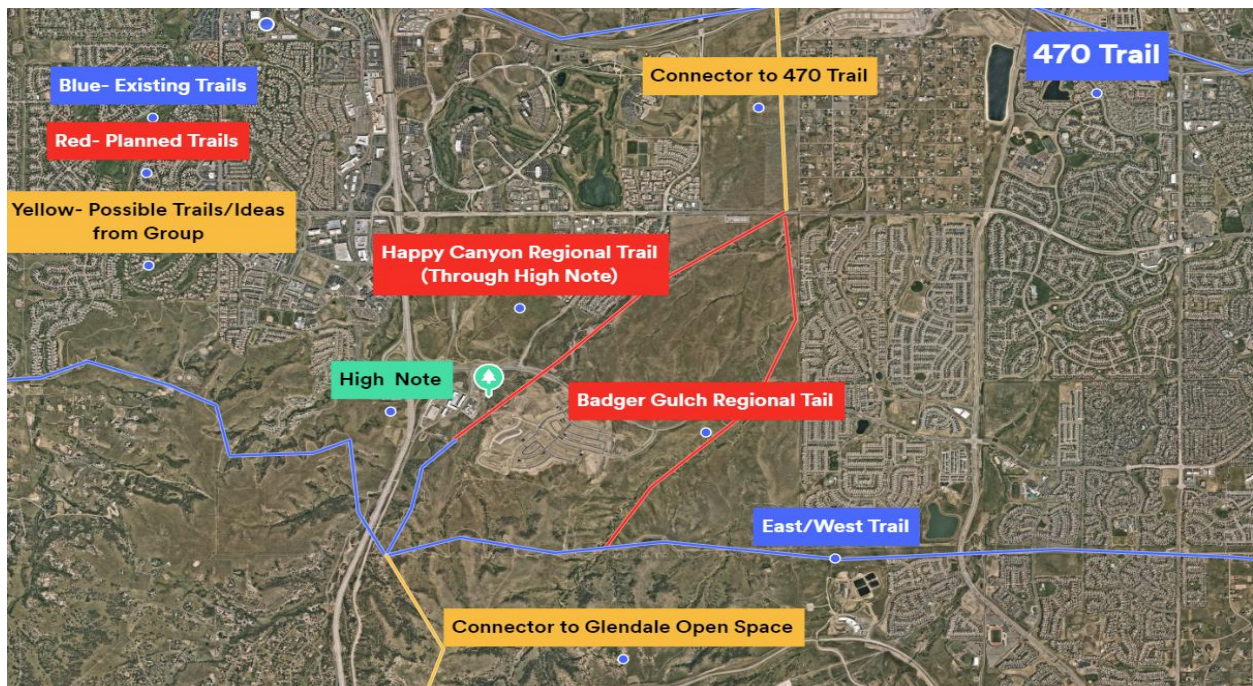 470 Trail
Connector to 470 Trail
Blue- Existing Trails
Red- Planned Trails
Yellow- Possible Trails/Ideas
from Group
Happy Canyon Regional Trail
(Through High Note)
High Note
Badger Gulch Regional Tail
East/West Trail
Connector to Glendale Open Space